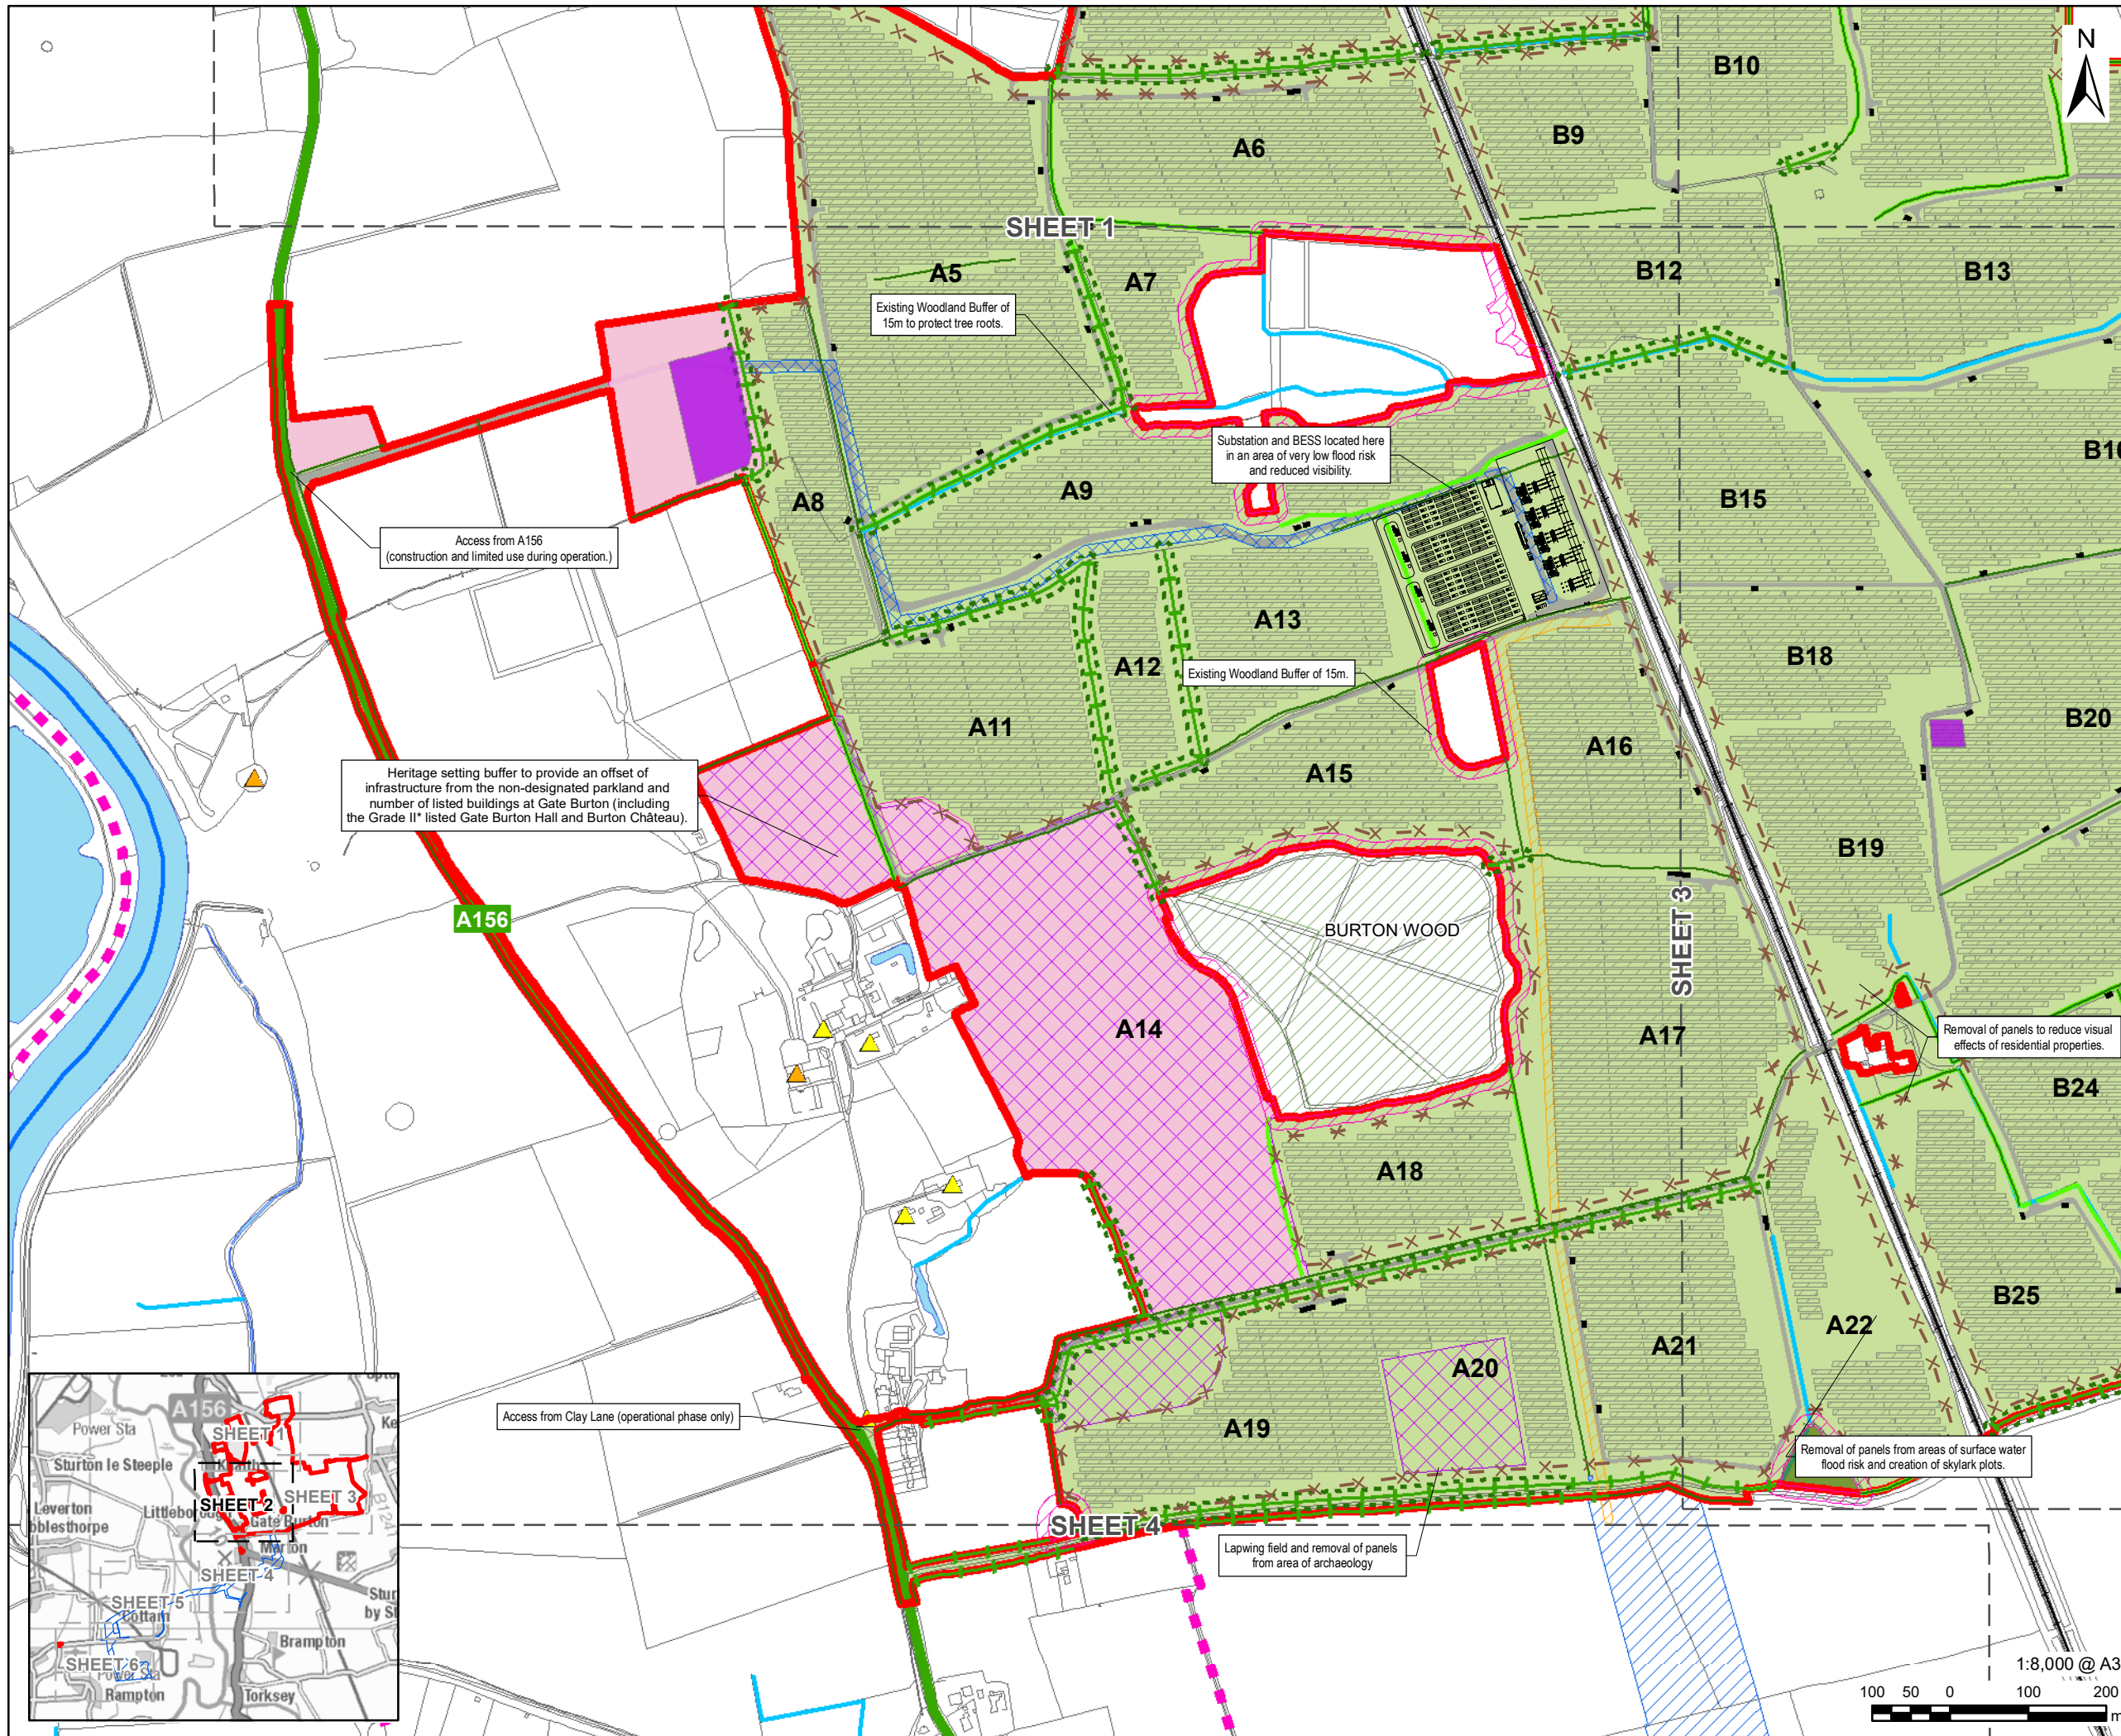 N
B10
A6
B9
SHEET 1
A5
A7
B12
B13
Existing Woodland Buffer of
15m to protect tree roots.
Substation and BESS located here
in an area of very low flood risk
and reduced visibility.
A8
A9
B15
Access from A156
(construction and limited use during operation.)
A13
A12
Existing Woodland Buffer of 15m.
B18
A11
A16
B20
A15
Heritage setting buffer to provide an offset of
infrastructure from the non-designated parkland and
number of listed buildings at Gate Burton (including
the Grade II* listed Gate Burton Hall and Burton Château).
B19
A156
BURTON WOOD
SHEET 3
A14
A17
Removal of panels to reduce visual
effects of residential properties.
B24
A18
B25
A22
A21
A20
A19
Access from Clay Lane (operational phase only)
Removal of panels from areas of surface water
flood risk and creation of skylark plots.
SHEET 4
Lapwing field and removal of panels
from area of archaeology
A156
Power Sta
SHEET 1
Sturton le Steeple
SHEET 2
SHEET 3
Leverton
Gate Burton
Marton
SHEET 4
SHEET 5
Cottam
Brampton
SHEET 6
Rampton
Torksey
1:8,000 @ A3
100 50 0 100 200
m